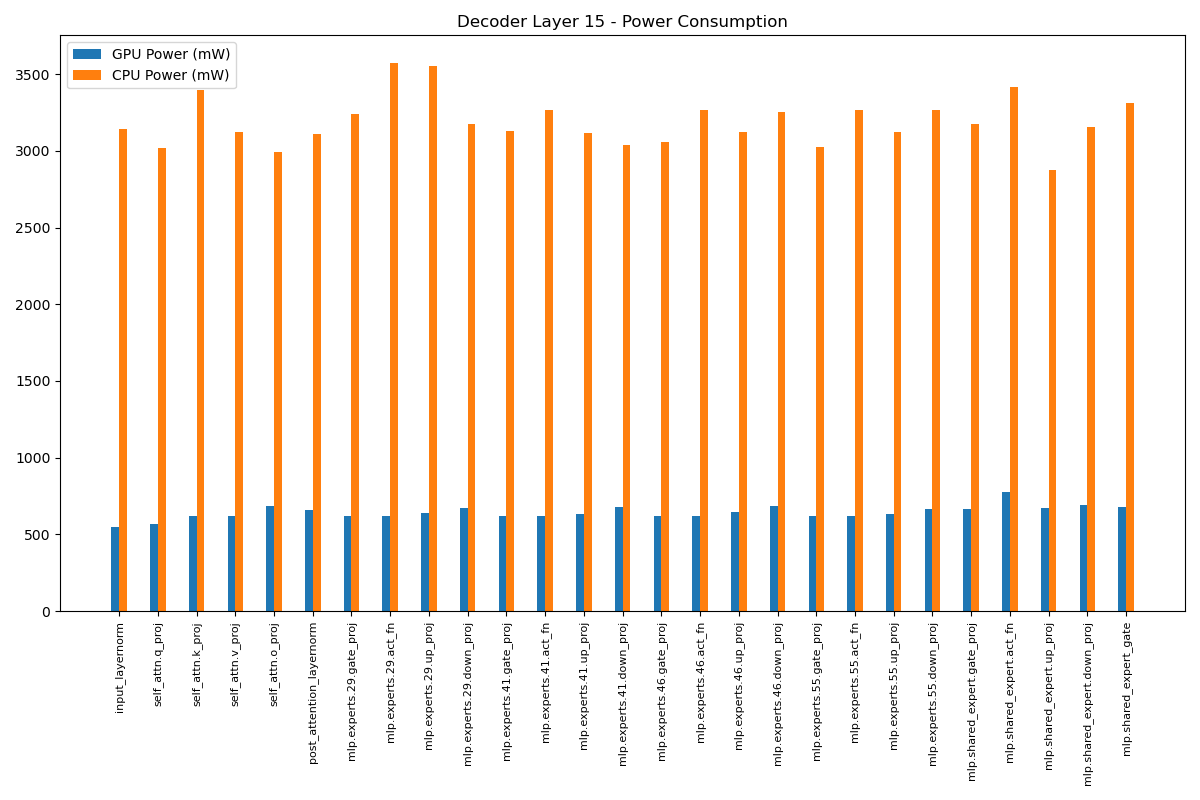 Decoder Layer 15 - Power Consumption
GPU Power (mW)
CPU Power (mW)
3500
3000
2500
2000
1500
1000
500
0
input_layernorm
self_attn.q_proj
self_attn.k_proj
self_attn.v_proj
self_attn.o_proj
post_attention_layernorm
mlp.experts.29.gate_proj
mlp.experts.29.act_fn
mlp.experts.29.up_proj
mlp.experts.29.down_proj
mlp.experts.41.gate_proj
mlp.experts.41.act_fn
mlp.experts.41.up_proj
mlp.experts.41.down_proj
mlp.experts.46.gate_proj
mlp.experts.46.act_fn
mlp.experts.46.up_proj
mlp.experts.46.down_proj
mlp.experts.55.gate_proj
mlp.experts.55.act_fn
mlp.experts.55.up_proj
mlp.experts.55.down_proj
mlp.shared_expert.gate_proj
mlp.shared_expert.act_fn
mlp.shared_expert.up_proj
mlp.shared_expert.down_proj
mlp.shared_expert_gate